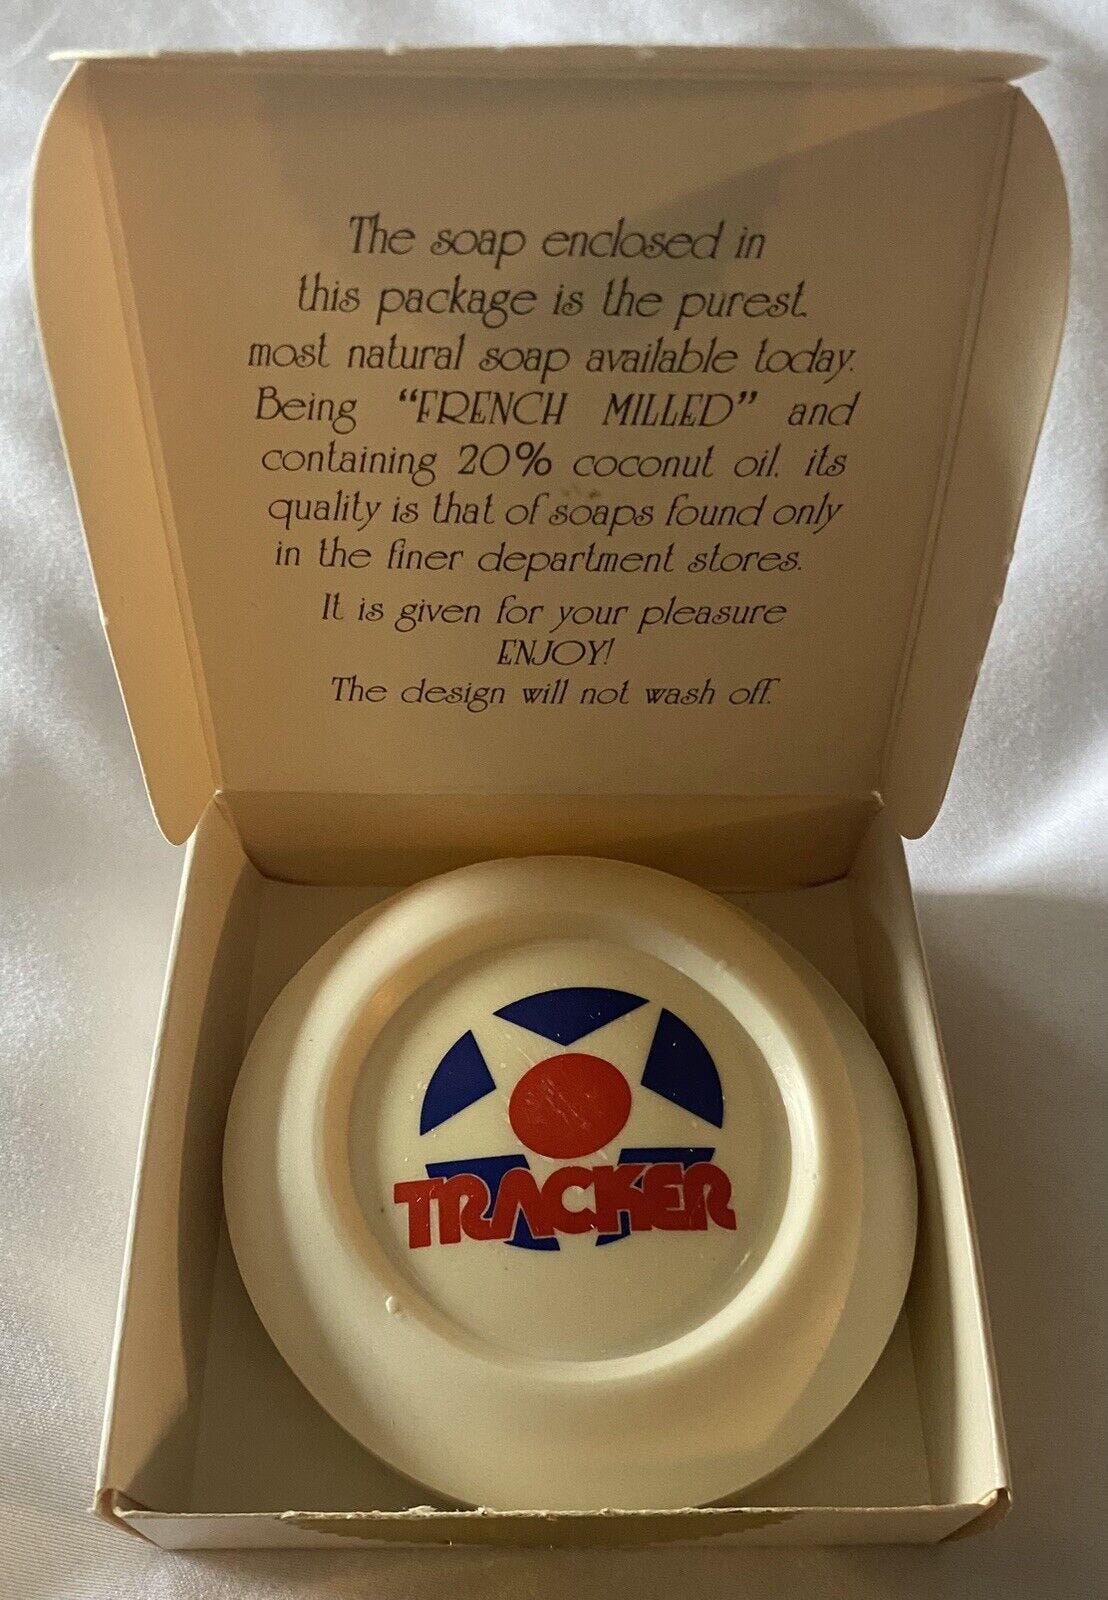 The soap enclosed in
this package is the purest.
most natural soap available today.
Being “FRENCH MILLED” and
containing 20% coconut oil. its
quality is that of soaps found only
in the finer department stores.
It is given for your pleasure
ENJOY!
The design will not wash off.
TRACKER